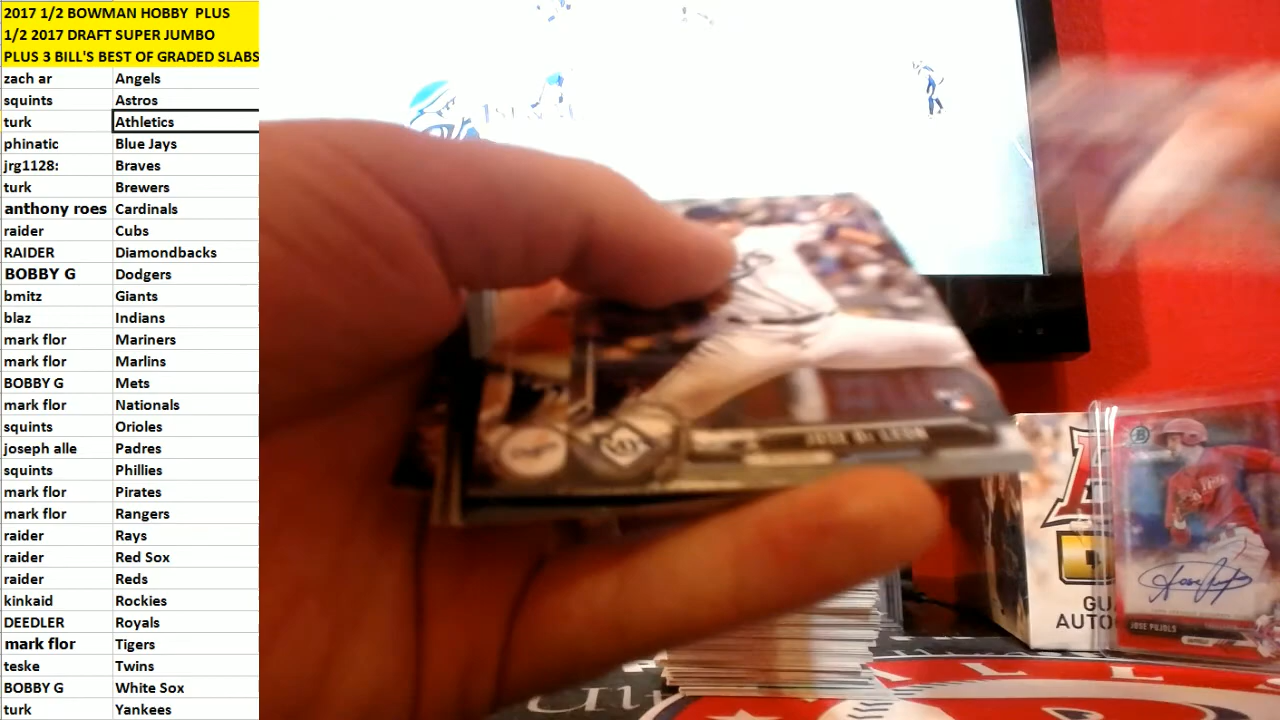 2017 1/2 BOWMAN HOBBY PLUS
1/2 2017 DRAFT SUPER JUMBO
PLUS 3 BILL'S BEST OF GRADED SLABS
zach ar Angels
squints Astros
turk Athletics
phinatic Blue Jays
jrg1128: Braves
turk Brewers
anthony roes Cardinals
raider Cubs
RAIDER Diamondbacks
BOBBY G Dodgers
bmitz Giants
blaz Indians
mark flor Mariners
mark flor Marlins
BOBBY G Mets
mark flor Nationals
squints Orioles
joseph alle Padres
squints Phillies
mark flor Pirates
mark flor Rangers
raider Rays
raider Red Sox
raider Reds
kinkaid Rockies
DEEDLER Royals
mark flor Tigers
teske Twins
BOBBY G White Sox
turk Yankees
JOSE De LEON
GUA
AUTO
JOSE PUJOLS